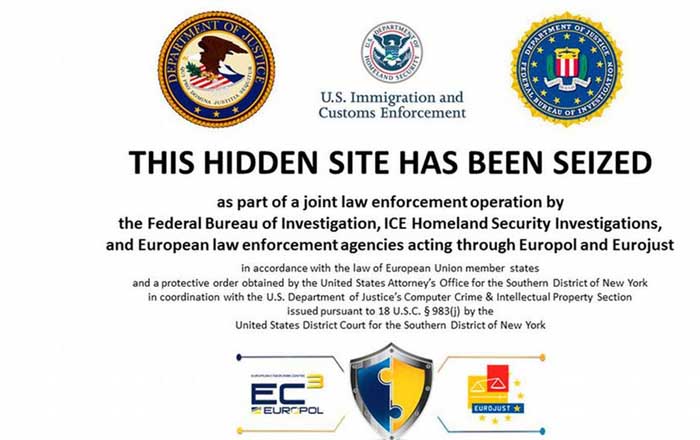 DEPARTMENT OF JUSTICE
QUI PRO DOMINA JUSTITIA SEQUITUR
U.S. DEPARTMENT OF
HOMELAND SECURITY
DEPARTMENT OF JUSTICE
FEDERAL BUREAU OF INVESTIGATION
U.S. Immigration and
Customs Enforcement
THIS HIDDEN SITE HAS BEEN SEIZED
as part of a joint law enforcement operation by
the Federal Bureau of Investigation, ICE Homeland Security Investigations,
and European law enforcement agencies acting through Europol and Eurojust
in accordance with the law of European Union member states
and a protective order obtained by the United States Attorney's Office for the Southern District of New York
in coordination with the U.S. Department of Justice's Computer Crime & Intellectual Property Section
issued pursuant to 18 U.S.C. § 983(j) by the
United States District Court for the Southern District of New York
EUROPEAN CYBERCRIME CENTRE
EC3
EUROPOL
EUROJUST